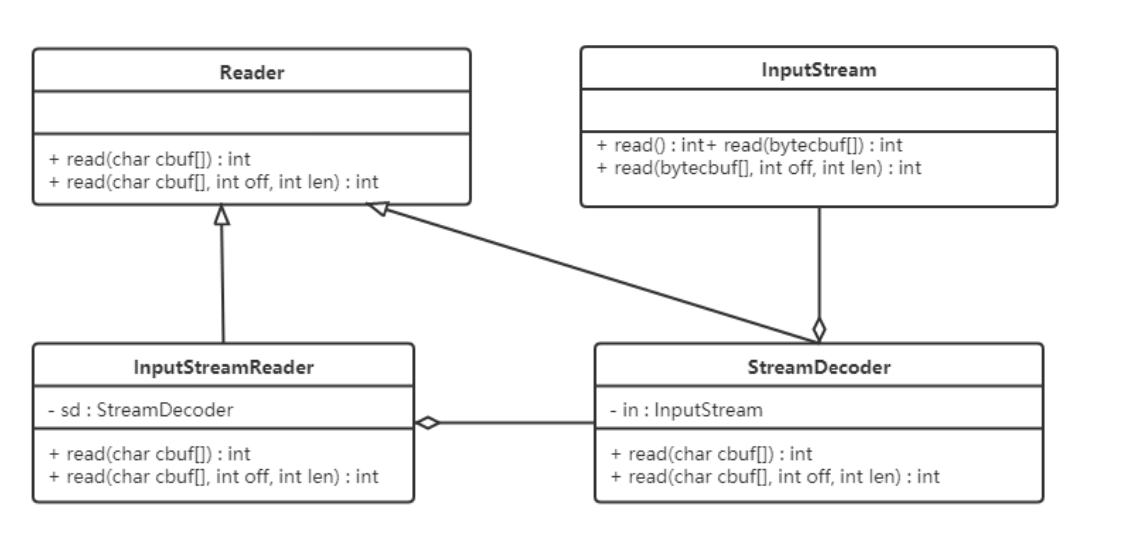 Reader
+ read(char cbuf[]) : int
+ read(char cbuf[], int off, int len) : int
InputStream
+ read() : int+ read(bytecbuf[]) : int
+ read(bytecbuf[], int off, int len) : int
InputStreamReader
- sd : StreamDecoder
+ read(char cbuf[]) : int
+ read(char cbuf[], int off, int len) : int
StreamDecoder
- in : InputStream
+ read(char cbuf[]) : int
+ read(char cbuf[], int off, int len) : int